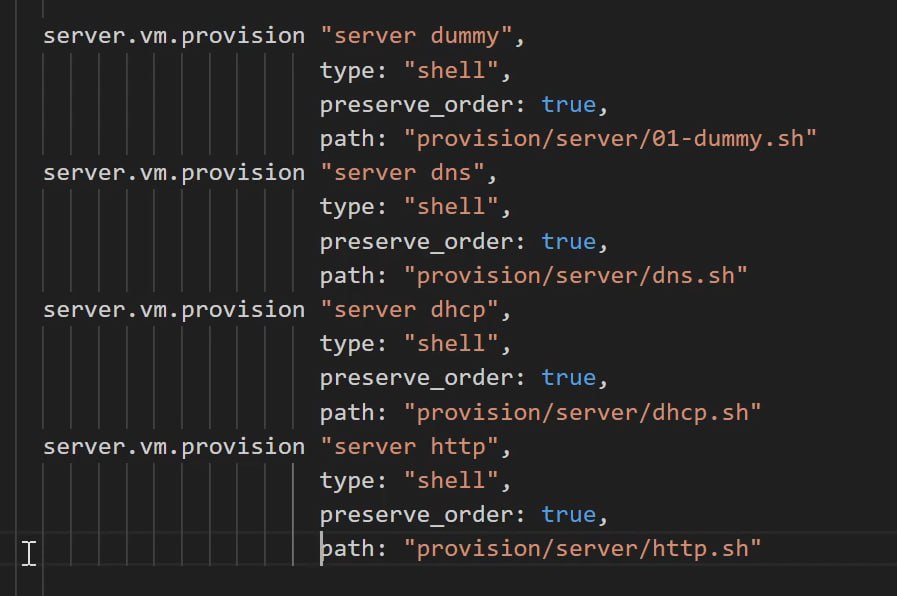 server.vm.provision "server dummy",
type: "shell",
preserve_order: true,
path: "provision/server/01-dummy.sh"
server.vm.provision "server dns",
type: "shell",
preserve_order: true,
path: "provision/server/dns.sh"
server.vm.provision "server dhcp",
type: "shell",
preserve_order: true,
path: "provision/server/dhcp.sh"
server.vm.provision "server http",
type: "shell",
preserve_order: true,
path: "provision/server/http.sh"